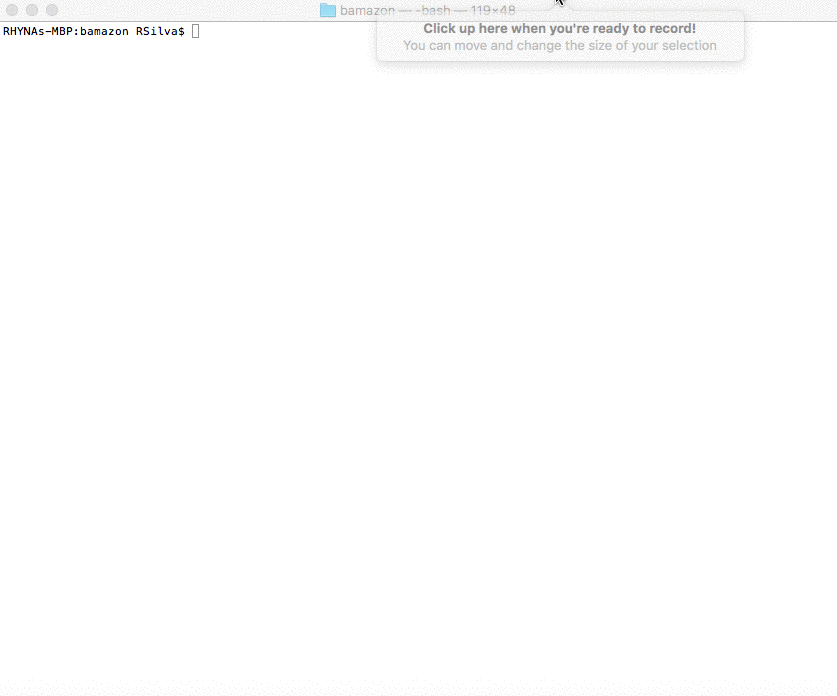 bamazon — -bash — 119×48
RHYNAs-MBP:bamazon RSilva$
Click up here when you're ready to record!
You can move and change the size of your selection